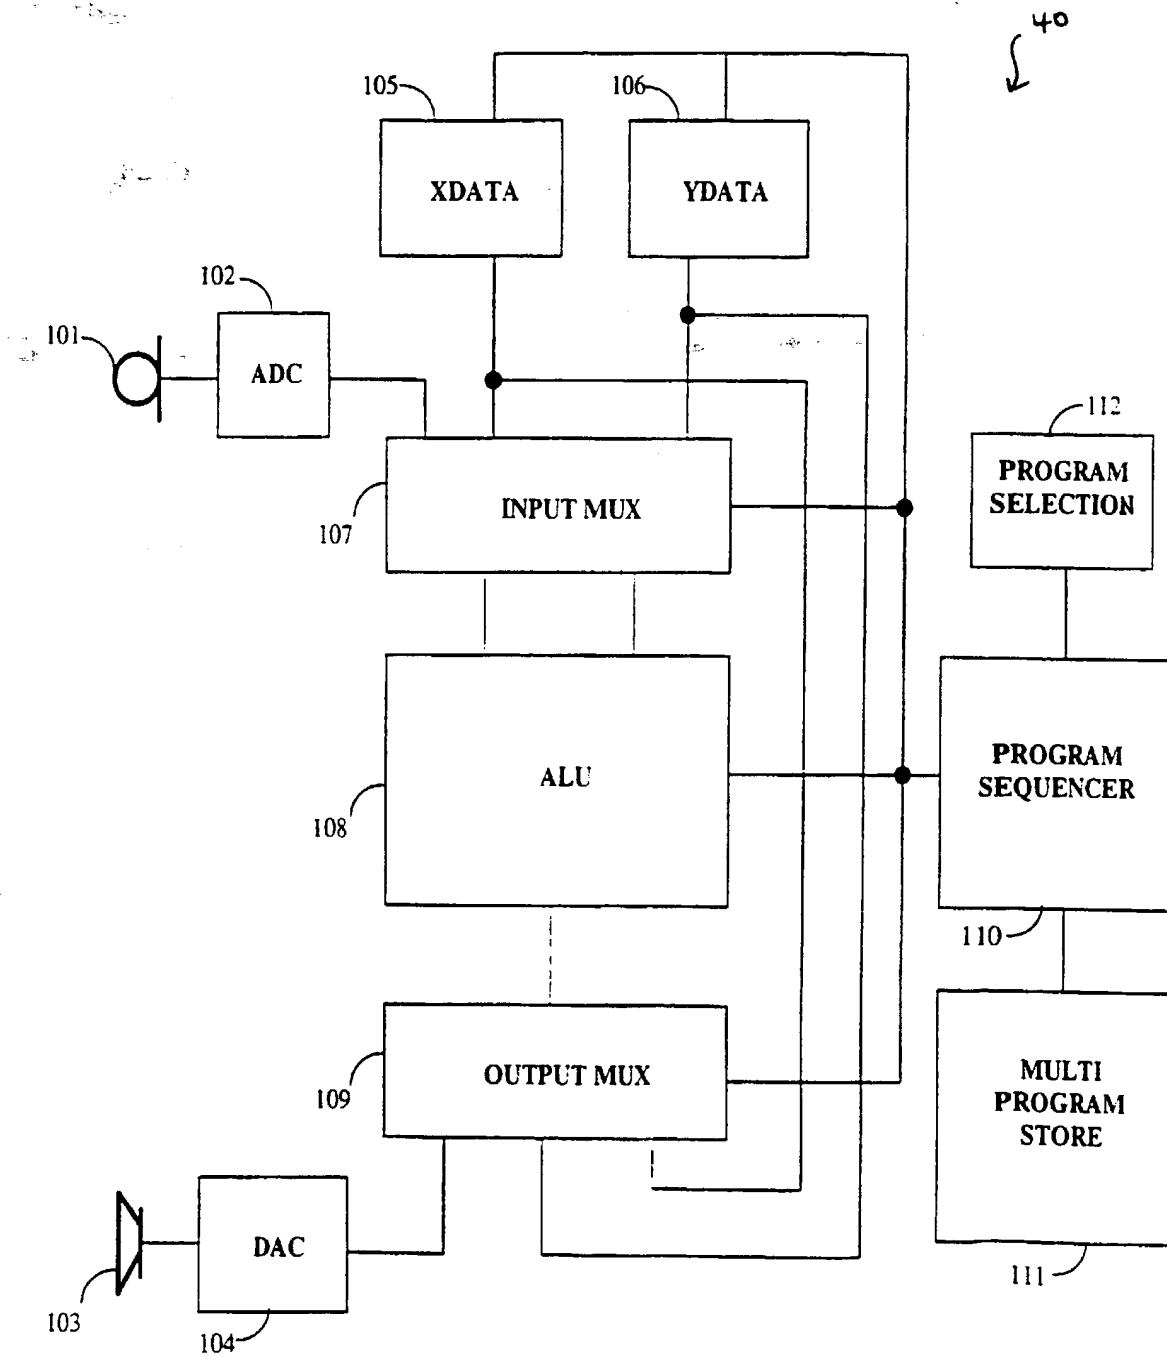 40
105
106
XDATA
YDATA
102
101
ADC
112
PROGRAM
SELECTION
INPUT MUX
107
ALU
PROGRAM
SEQUENCER
108
110
OUTPUT MUX
MULTI
PROGRAM
STORE
109
DAC
111
103
104